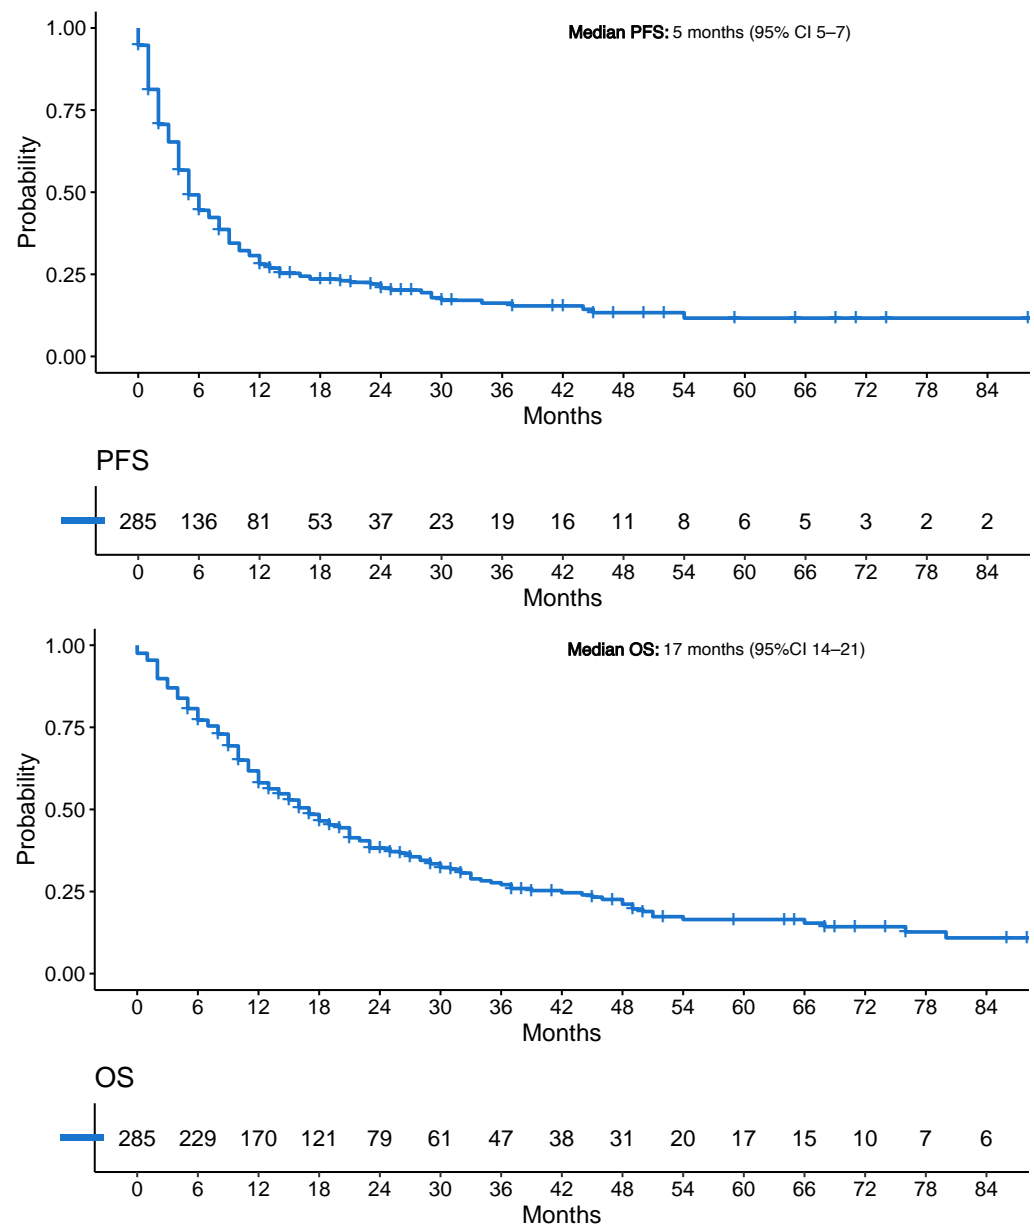 Median PFS: 5 months (95% CI 5–7)
1.00
0.75
0.50
0.25
0.00
Probability
0 6 12 18 24 30 36 42 48 54 60 66 72 78 84
Months
PFS
285 136 81 53 37 23 19 16 11 8 6 5 3 2 2
0 6 12 18 24 30 36 42 48 54 60 66 72 78 84
Months
Median OS: 17 months (95%CI 14–21)
1.00
0.75
0.50
0.25
0.00
Probability
0 6 12 18 24 30 36 42 48 54 60 66 72 78 84
Months
OS
285 229 170 121 79 61 47 38 31 20 17 15 10 7 6
0 6 12 18 24 30 36 42 48 54 60 66 72 78 84
Months